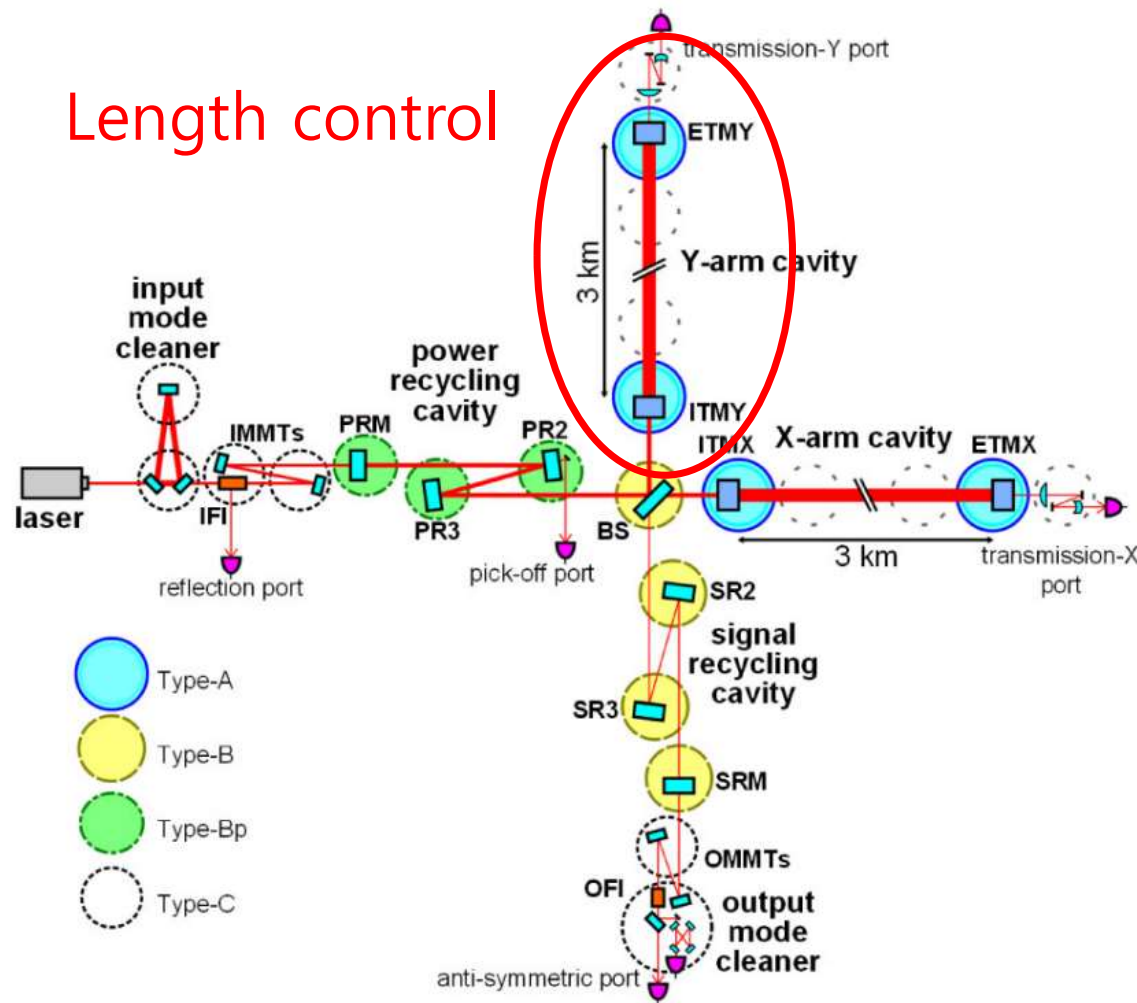 transmission-Y port
Length control
ETMY
3 km
Y-arm cavity
input
mode
cleaner
power
recycling
cavity
ITMY
IMMTs
PRM
PR2
ITMX
X-arm cavity
ETMX
laser
IFI
PR3
BS
3 km
transmission-X
port
reflection port
pick-off port
SR2
signal
recycling
cavity
Type-A
SR3
Type-B
SRM
Type-Bp
OMMTs
OFI
Type-C
output
mode
cleaner
anti-symmetric port